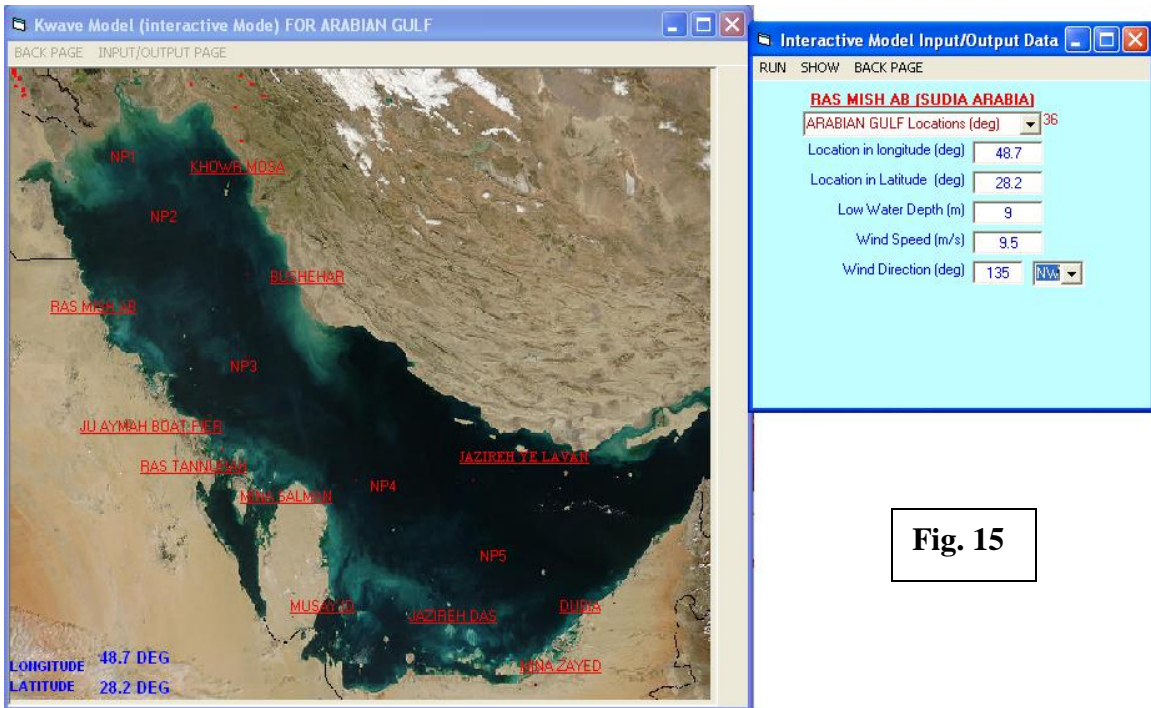 Kwave Model (interactive Mode) FOR ARABIAN GULF
BACK PAGE INPUT/OUTPUT PAGE
NP1
KHOWR MOSA
NP2
BUSHEHAR
RAS MISH AB
NP3
JU AYMAH BOAT PIER
RAS TANNURAH
JAZIREH YE LAVAN
MINA SALMAN
NP4
NP5
MUSAYID
JAZIREH DAS
DUBIA
MINA ZAYED
LONGITUDE 48.7 DEG
LATITUDE 28.2 DEG
Interactive Model Input/Output Data
RUN SHOW BACK PAGE
RAS MISH AB (SUDIA ARABIA)
ARABIAN GULF Locations (deg) 36
Location in longitude (deg) 48.7
Location in Latitude (deg) 28.2
Low Water Depth (m) 9
Wind Speed (m/s) 9.5
Wind Direction (deg) 135 NW
Fig. 15